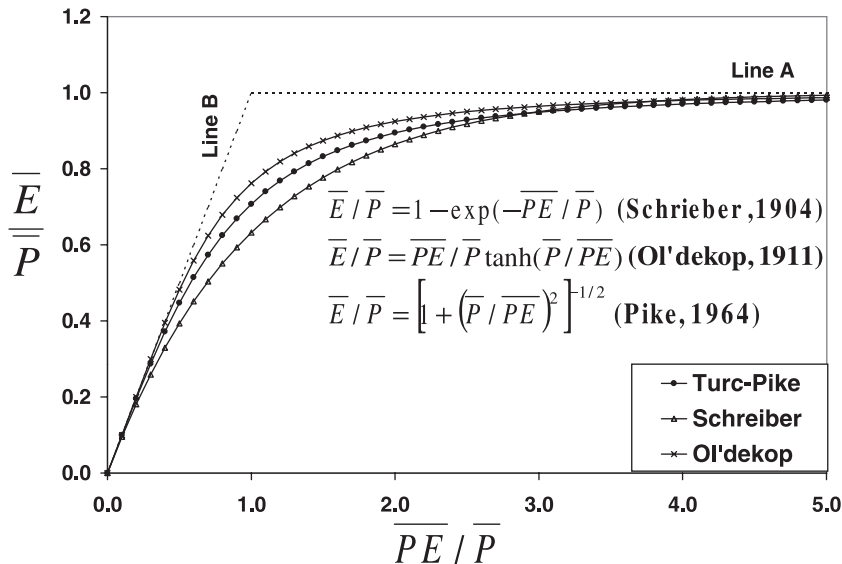 1.2
1.0
0.8
0.6
0.4
0.2
0.0
E̅
P̅
Line A
Line B
E̅ / P̅ = 1 − exp(−P̅E̅ / P̅) (Schrieber, 1904)
E̅ / P̅ = P̅E̅ / P̅ tanh(P̅ / P̅E̅) (Ol'dekop, 1911)
E̅ / P̅ = [1 + (P̅ / P̅E̅)²]^−1/2 (Pike, 1964)
Turc-Pike
Schreiber
Ol'dekop
0.0 1.0 2.0 3.0 4.0 5.0
P̅E̅ / P̅